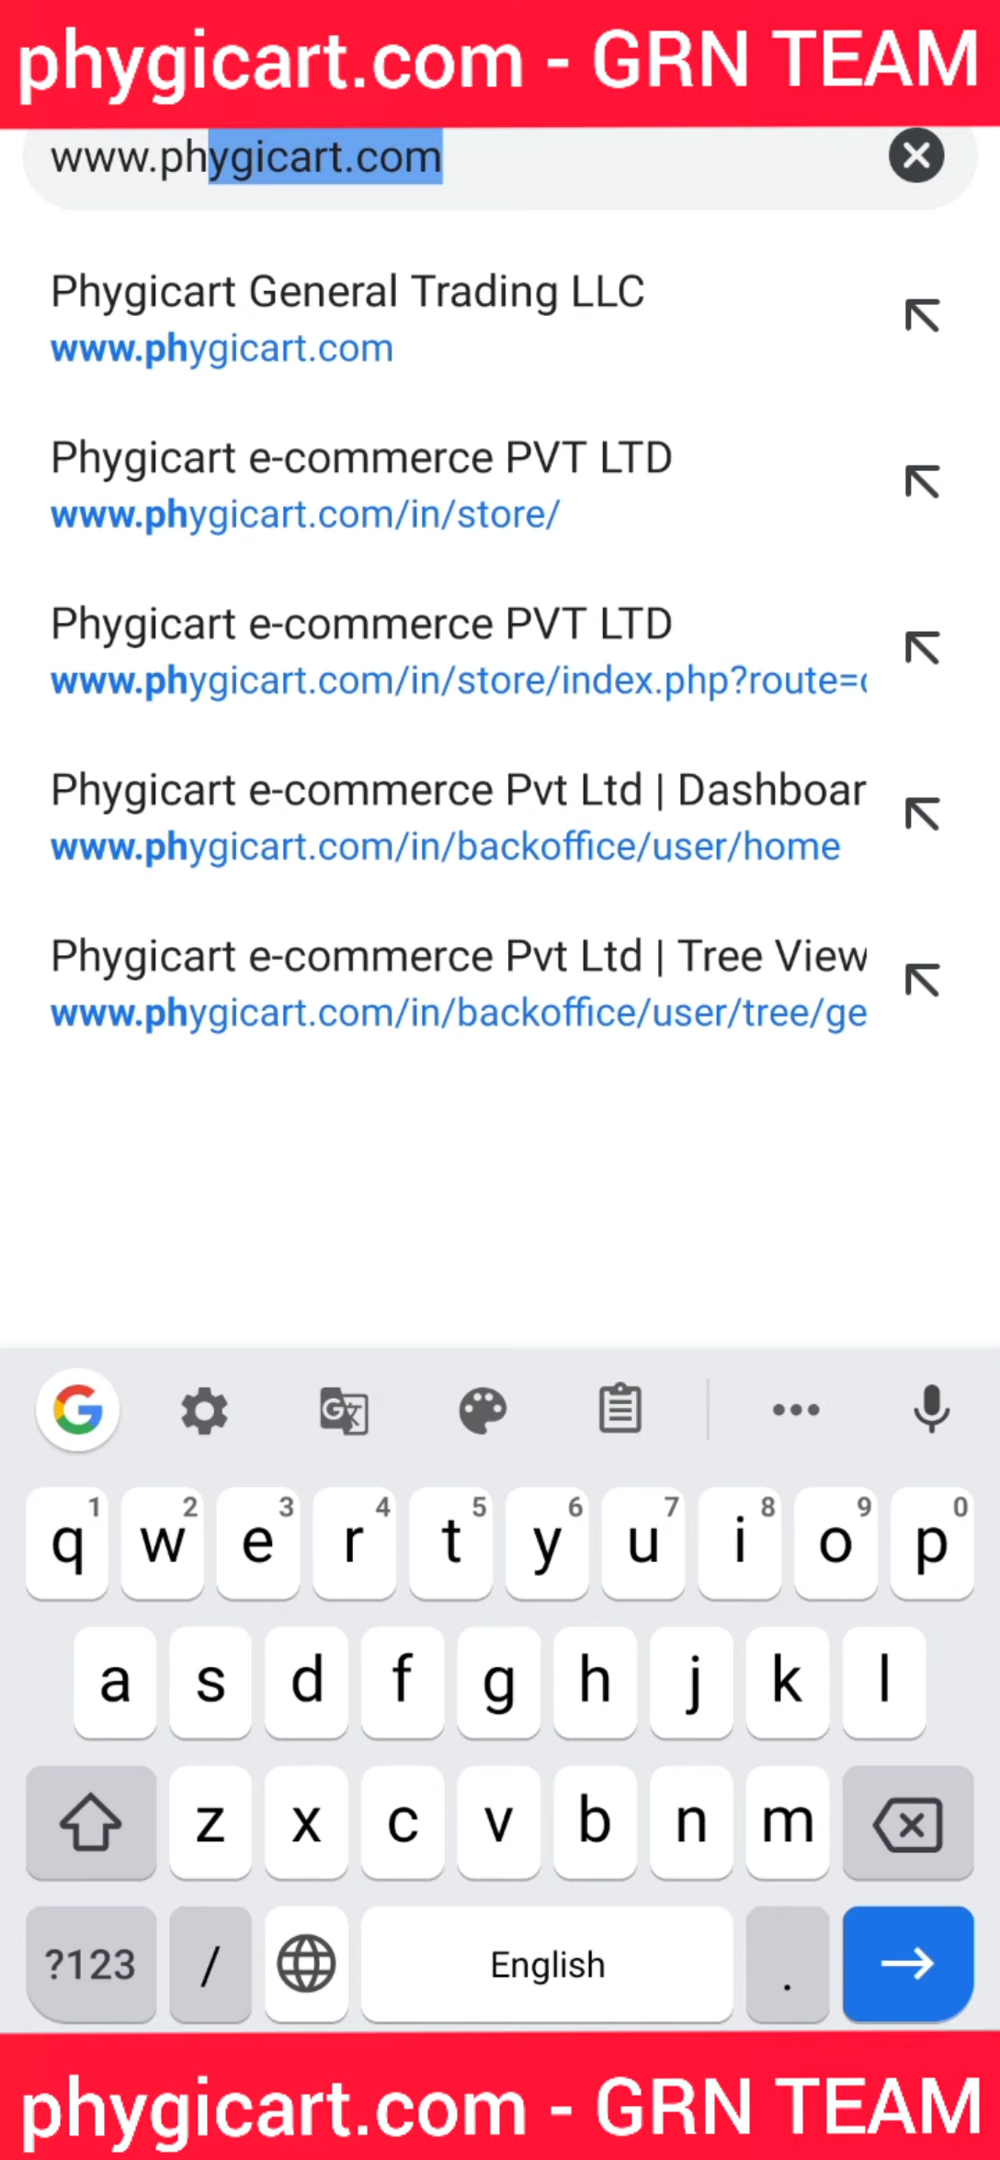 phygicart.com - GRN TEAM
www.phygicart.com
Phygicart General Trading LLC
www.phygicart.com
Phygicart e-commerce PVT LTD
www.phygicart.com/in/store/
Phygicart e-commerce PVT LTD
www.phygicart.com/in/store/index.php?route=
Phygicart e-commerce Pvt Ltd | Dashboar
www.phygicart.com/in/backoffice/user/home
Phygicart e-commerce Pvt Ltd | Tree View
www.phygicart.com/in/backoffice/user/tree/ge
1 2 3 4 5 6 7 8 9 0
q w e r t y u i o p
a s d f g h j k l
z x c v b n m
?123 / English .
phygicart.com - GRN TEAM